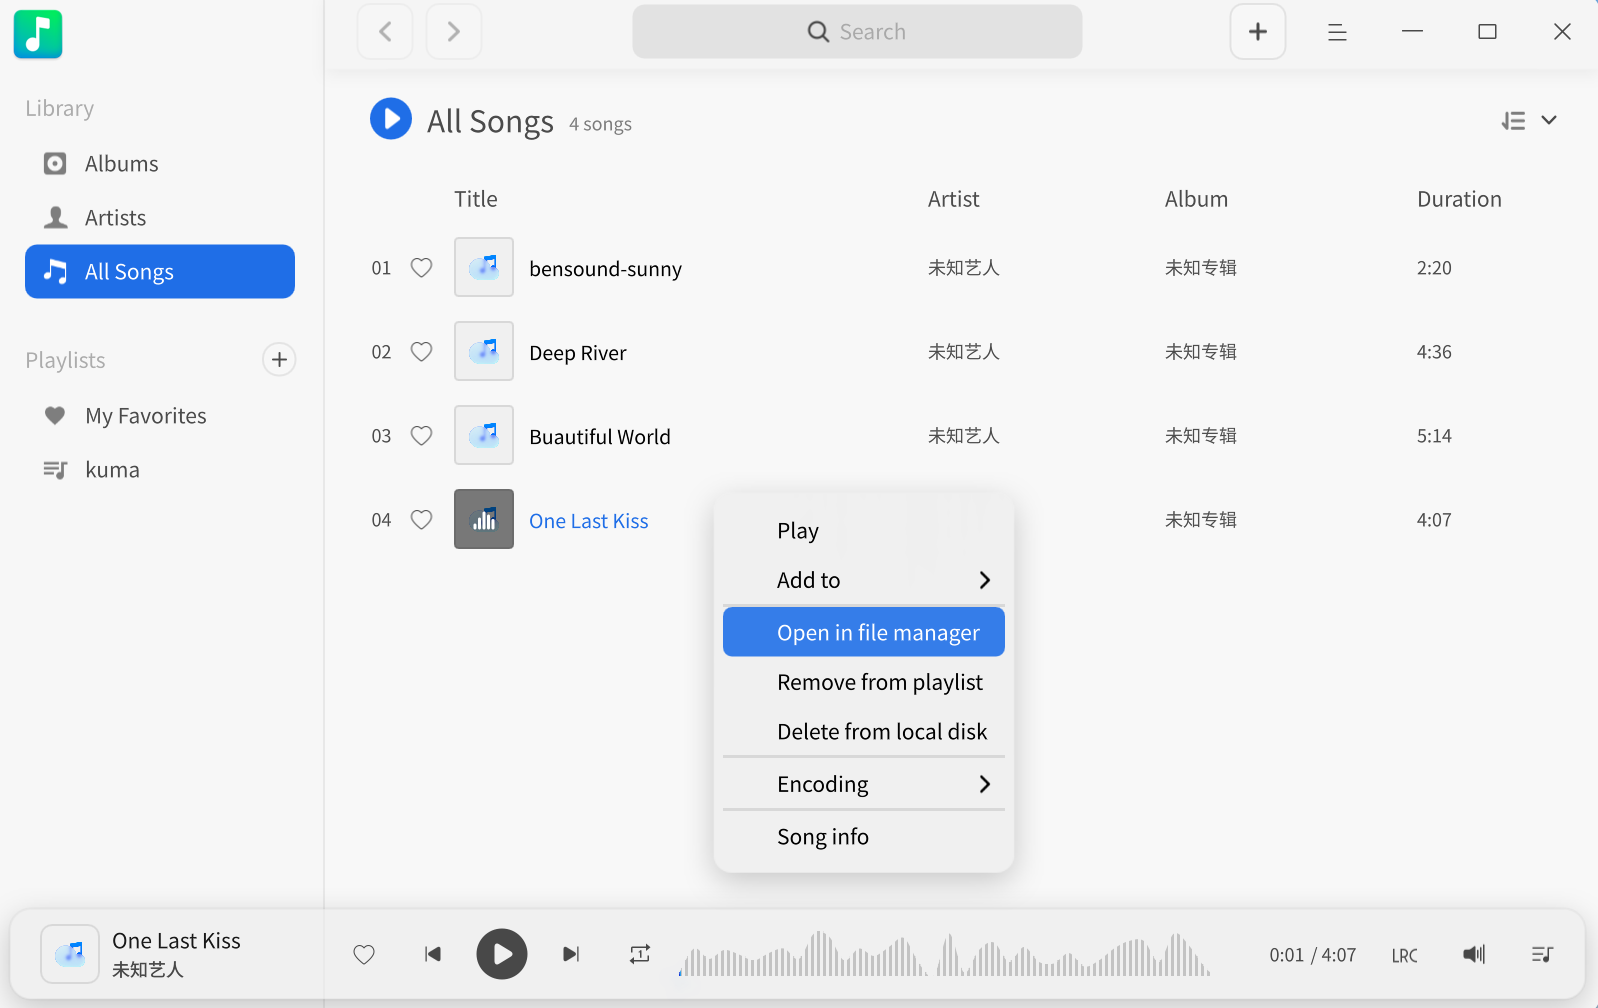 Search
Library
Albums
Artists
All Songs
Playlists
My Favorites
kuma
All Songs 4 songs
Title Artist Album Duration
01 bensound-sunny 未知艺人 未知专辑 2:20
02 Deep River 未知艺人 未知专辑 4:36
03 Buautiful World 未知艺人 未知专辑 5:14
04 One Last Kiss 未知专辑 4:07
Play
Add to
Open in file manager
Remove from playlist
Delete from local disk
Encoding
Song info
One Last Kiss
未知艺人
1
0:01 / 4:07
LRC